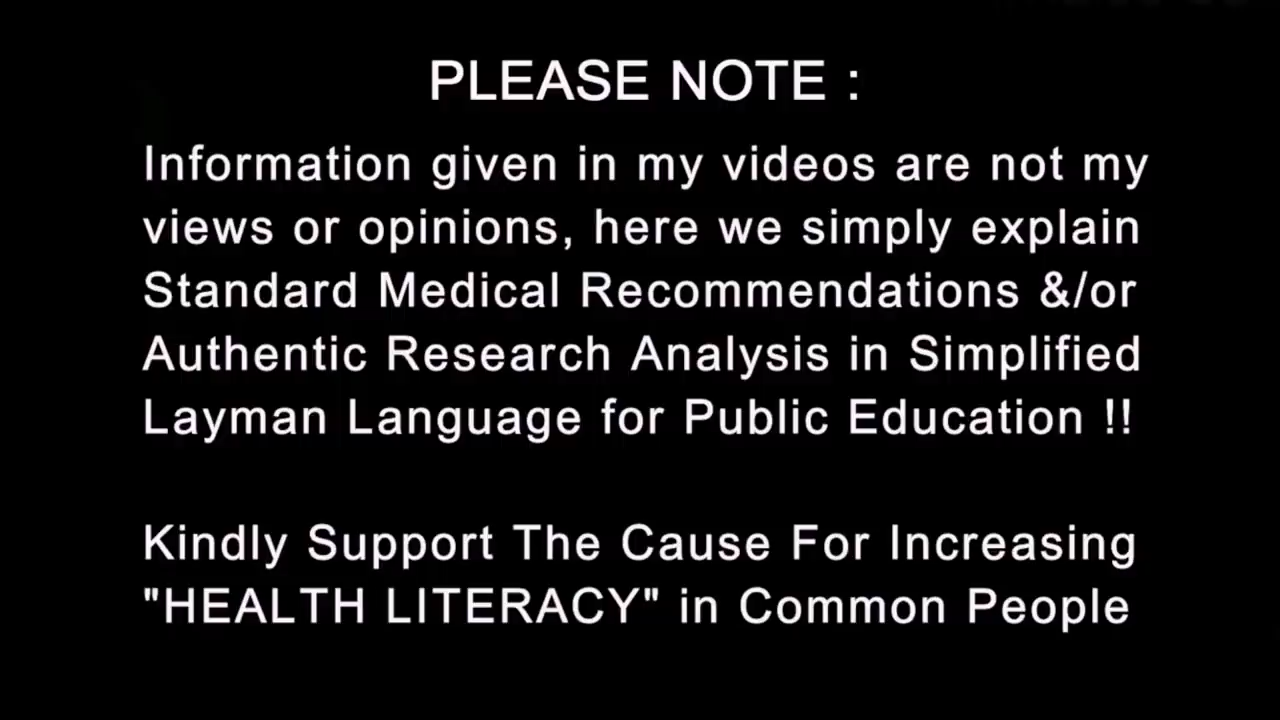 PLEASE NOTE :
Information given in my videos are not my
views or opinions, here we simply explain
Standard Medical Recommendations &/or
Authentic Research Analysis in Simplified
Layman Language for Public Education !!
Kindly Support The Cause For Increasing
"HEALTH LITERACY" in Common People